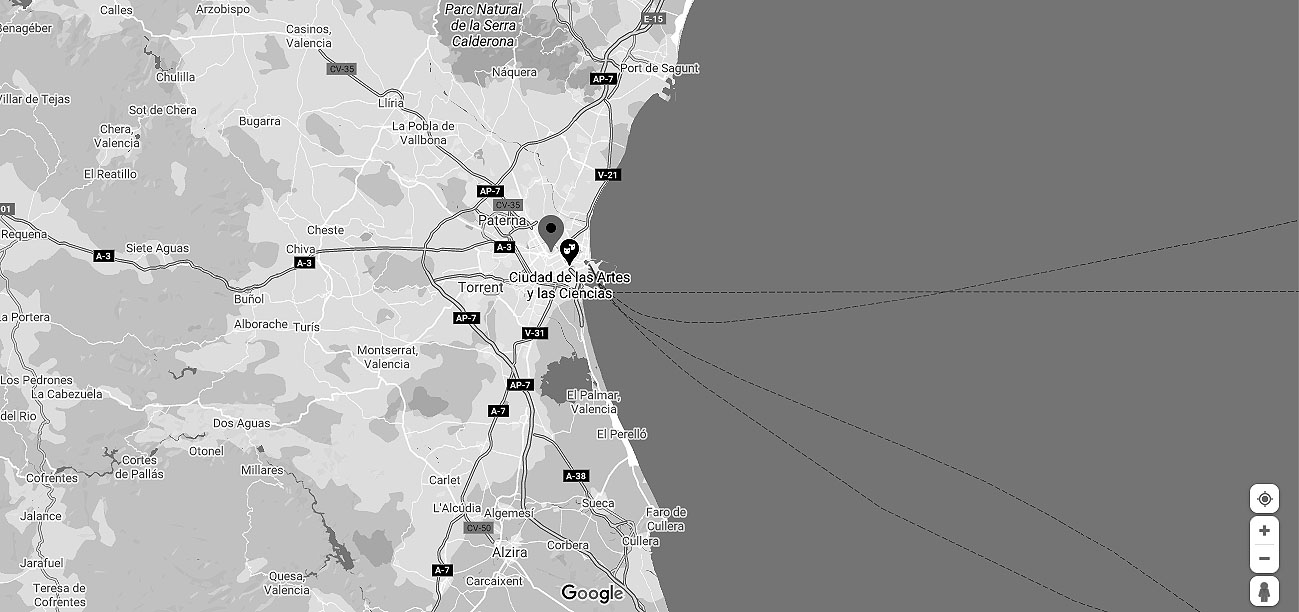 Calles
Arzobispo
Parc Natural
de la Serra
Calderona
E-15
Benagéber
Casinos,
Valencia
CV-35
Náquera
Port de Sagunt
AP-7
Chulilla
Villar de Tejas
Sot de Chera
Llíria
Bugarra
La Pobla de
Vallbona
Chera,
Valencia
El Reatillo
V-21
AP-7
CV-35
01
Paterna
Requena
Cheste
A-3
Siete Aguas
Chiva
A-3
A-3
Ciudad de las Artes
y las Ciencias
Torrent
Buñol
La Portera
Alborache
Turís
AP-7
V-31
Montserrat,
Valencia
Los Pedrones
La Cabezuela
AP-7
El Palmar,
Valencia
del Río
A-7
Dos Aguas
El Perelló
Otonel
Cortes
de Pallás
Millares
Cofrentes
Carlet
A-38
Sueca
L'Alcúdia
Algemesí
Faro de
Cullera
Jalance
CV-50
Cullera
Corbera
Alzira
Jarafuel
A-7
Quesa,
Valencia
Carcaixent
Teresa de
Cofrentes
Google